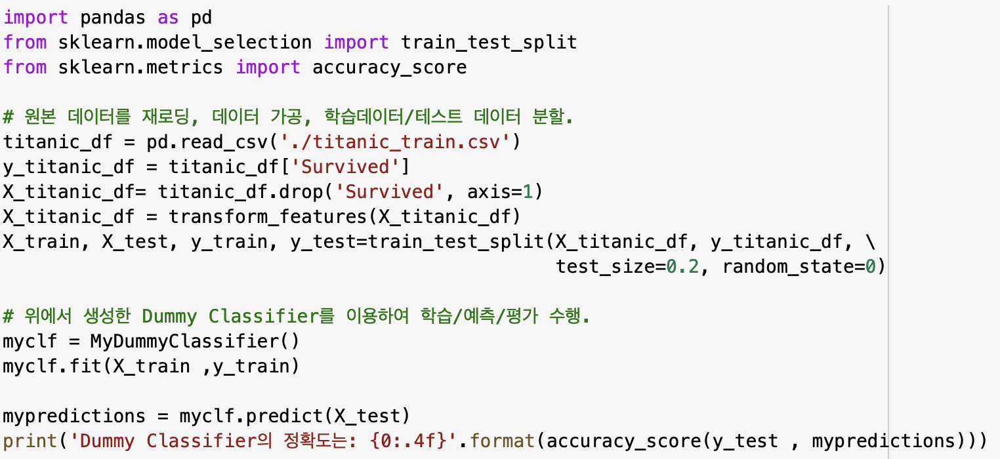 import pandas as pd
from sklearn.model_selection import train_test_split
from sklearn.metrics import accuracy_score

# 원본 데이터를 재로딩, 데이터 가공, 학습데이터/테스트 데이터 분할.
titanic_df = pd.read_csv('./titanic_train.csv')
y_titanic_df = titanic_df['Survived']
X_titanic_df= titanic_df.drop('Survived', axis=1)
X_titanic_df = transform_features(X_titanic_df)
X_train, X_test, y_train, y_test=train_test_split(X_titanic_df, y_titanic_df, \
                                                  test_size=0.2, random_state=0)

# 위에서 생성한 Dummy Classifier를 이용하여 학습/예측/평가 수행.
myclf = MyDummyClassifier()
myclf.fit(X_train ,y_train)

mypredictions = myclf.predict(X_test)
print('Dummy Classifier의 정확도는: {0:.4f}'.format(accuracy_score(y_test , mypredictions)))